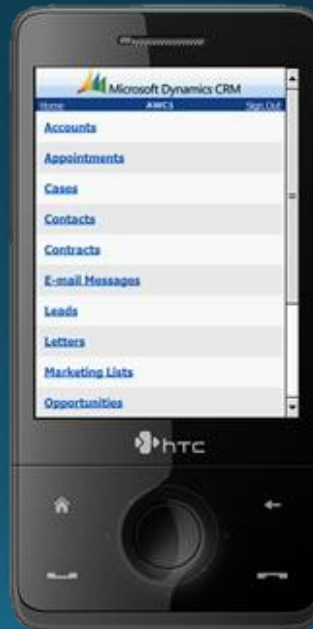 Microsoft Dynamics CRM
Home AWC1 Sign Out
Accounts
Appointments
Cases
Contacts
Contracts
E-mail Messages
Leads
Letters
Marketing Lists
Opportunities
hTC